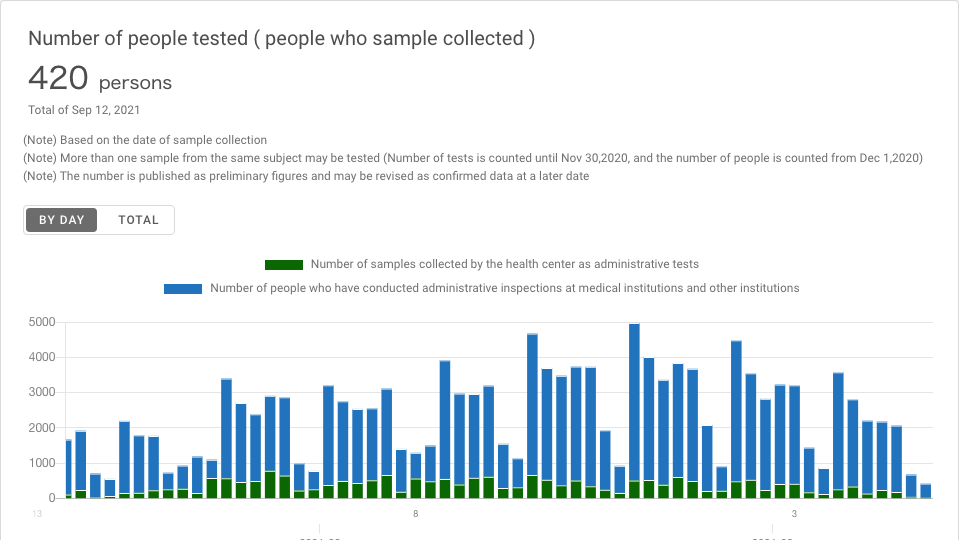 Number of people tested ( people who sample collected )
420 persons
Total of Sep 12, 2021
(Note) Based on the date of sample collection
(Note) More than one sample from the same subject may be tested (Number of tests is counted until Nov 30,2020, and the number of people is counted from Dec 1,2020)
(Note) The number is published as preliminary figures and may be revised as confirmed data at a later date
BY DAY TOTAL
Number of samples collected by the health center as administrative tests
Number of people who have conducted administrative inspections at medical institutions and other institutions
5000
4000
3000
2000
1000
0
13 8 3